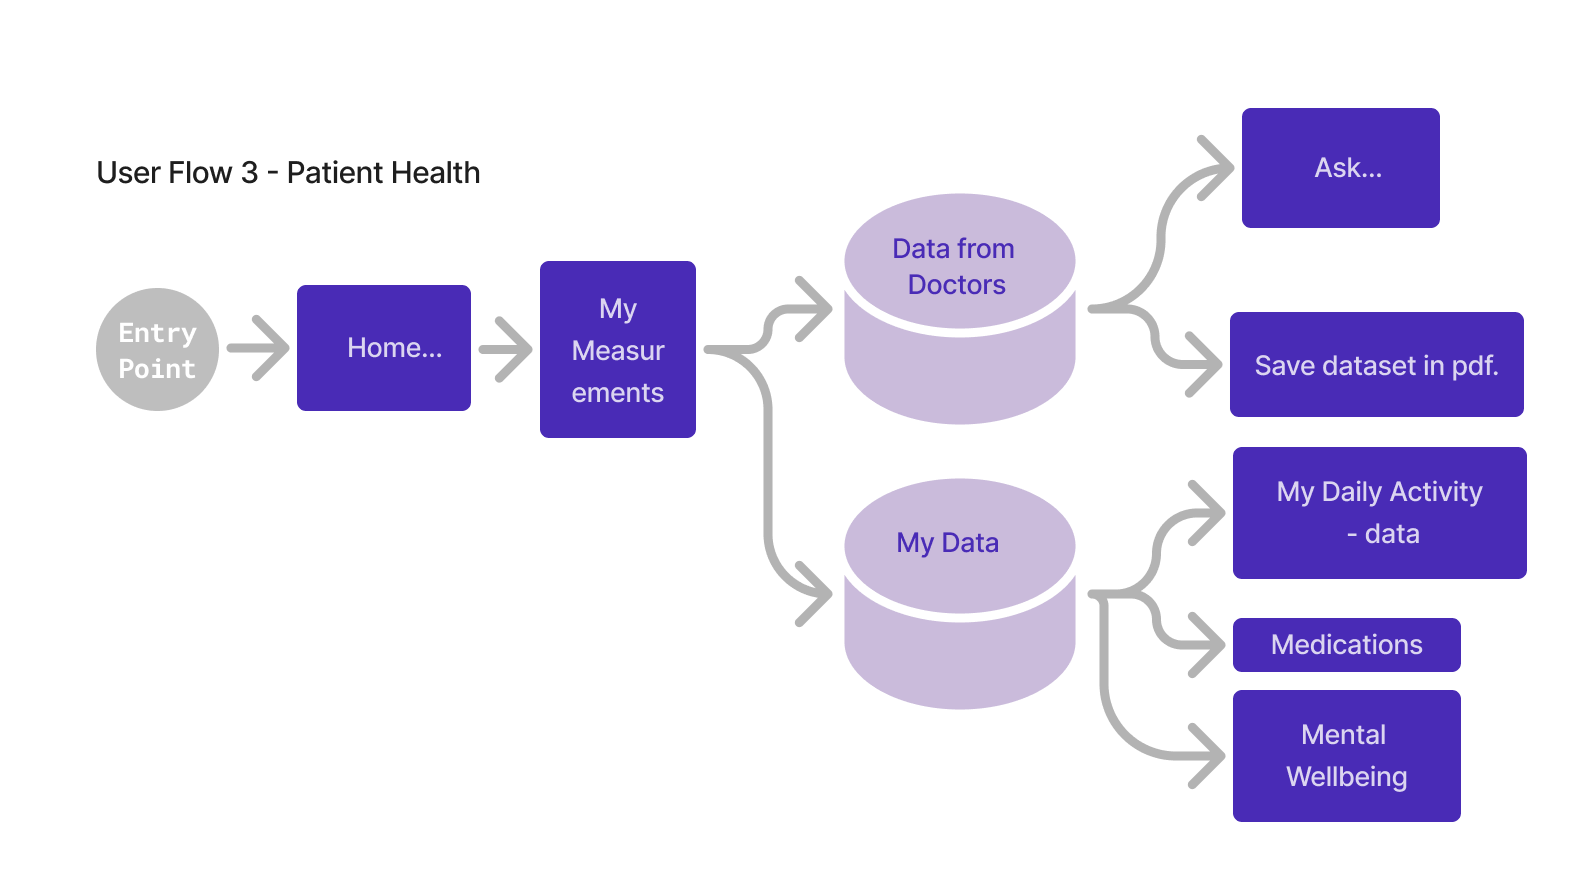 User Flow 3 - Patient Health
Entry
Point
Home...
My
Measur
ements
Data from
Doctors
My Data
Ask...
Save dataset in pdf.
My Daily Activity
- data
Medications
Mental
Wellbeing